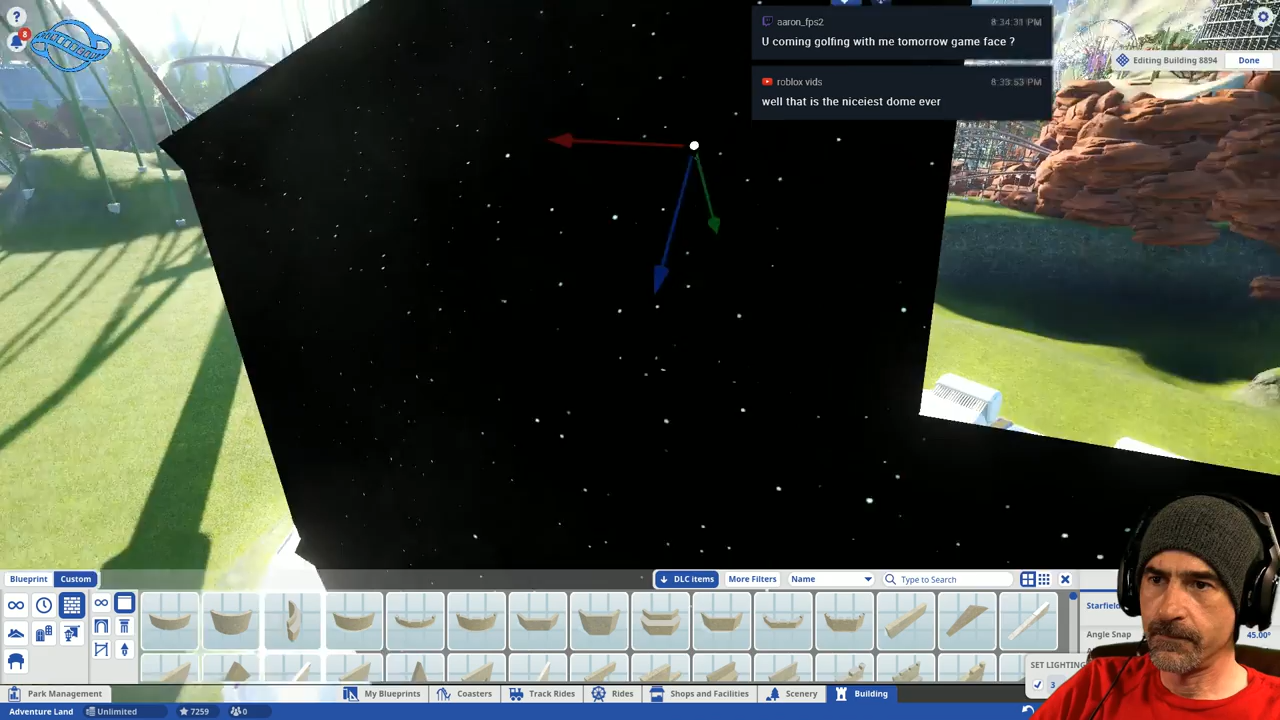 ?
8
aaron_fps2 8:34:31 PM
U coming golfing with me tomorrow game face ?
roblox vids 8:33:53 PM
well that is the niceiest dome ever
Editing Building 8894 Done
Blueprint Custom
DLC items More Filters Name Type to Search
Starfield
Angle Snap 45.00°
SET LIGHTING
3
Park Management My Blueprints Coasters Track Rides Rides Shops and Facilities Scenery Building
Adventure Land Unlimited 7259 0